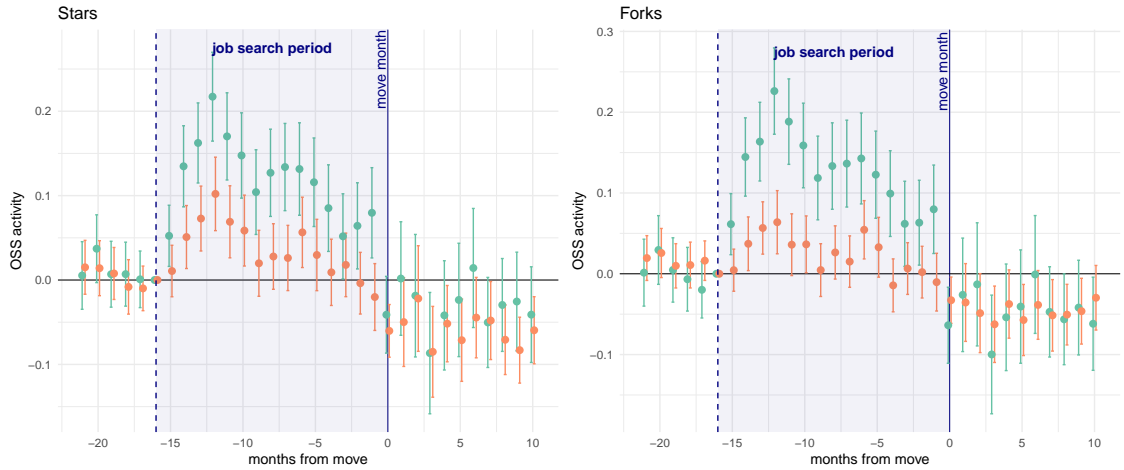 Stars
job search period
move month
OSS activity
0.2
0.1
0.0
−0.1
−20
−15
−10
−5
0
5
10
months from move
Forks
job search period
move month
OSS activity
0.3
0.2
0.1
0.0
−0.1
−20
−15
−10
−5
0
5
10
months from move